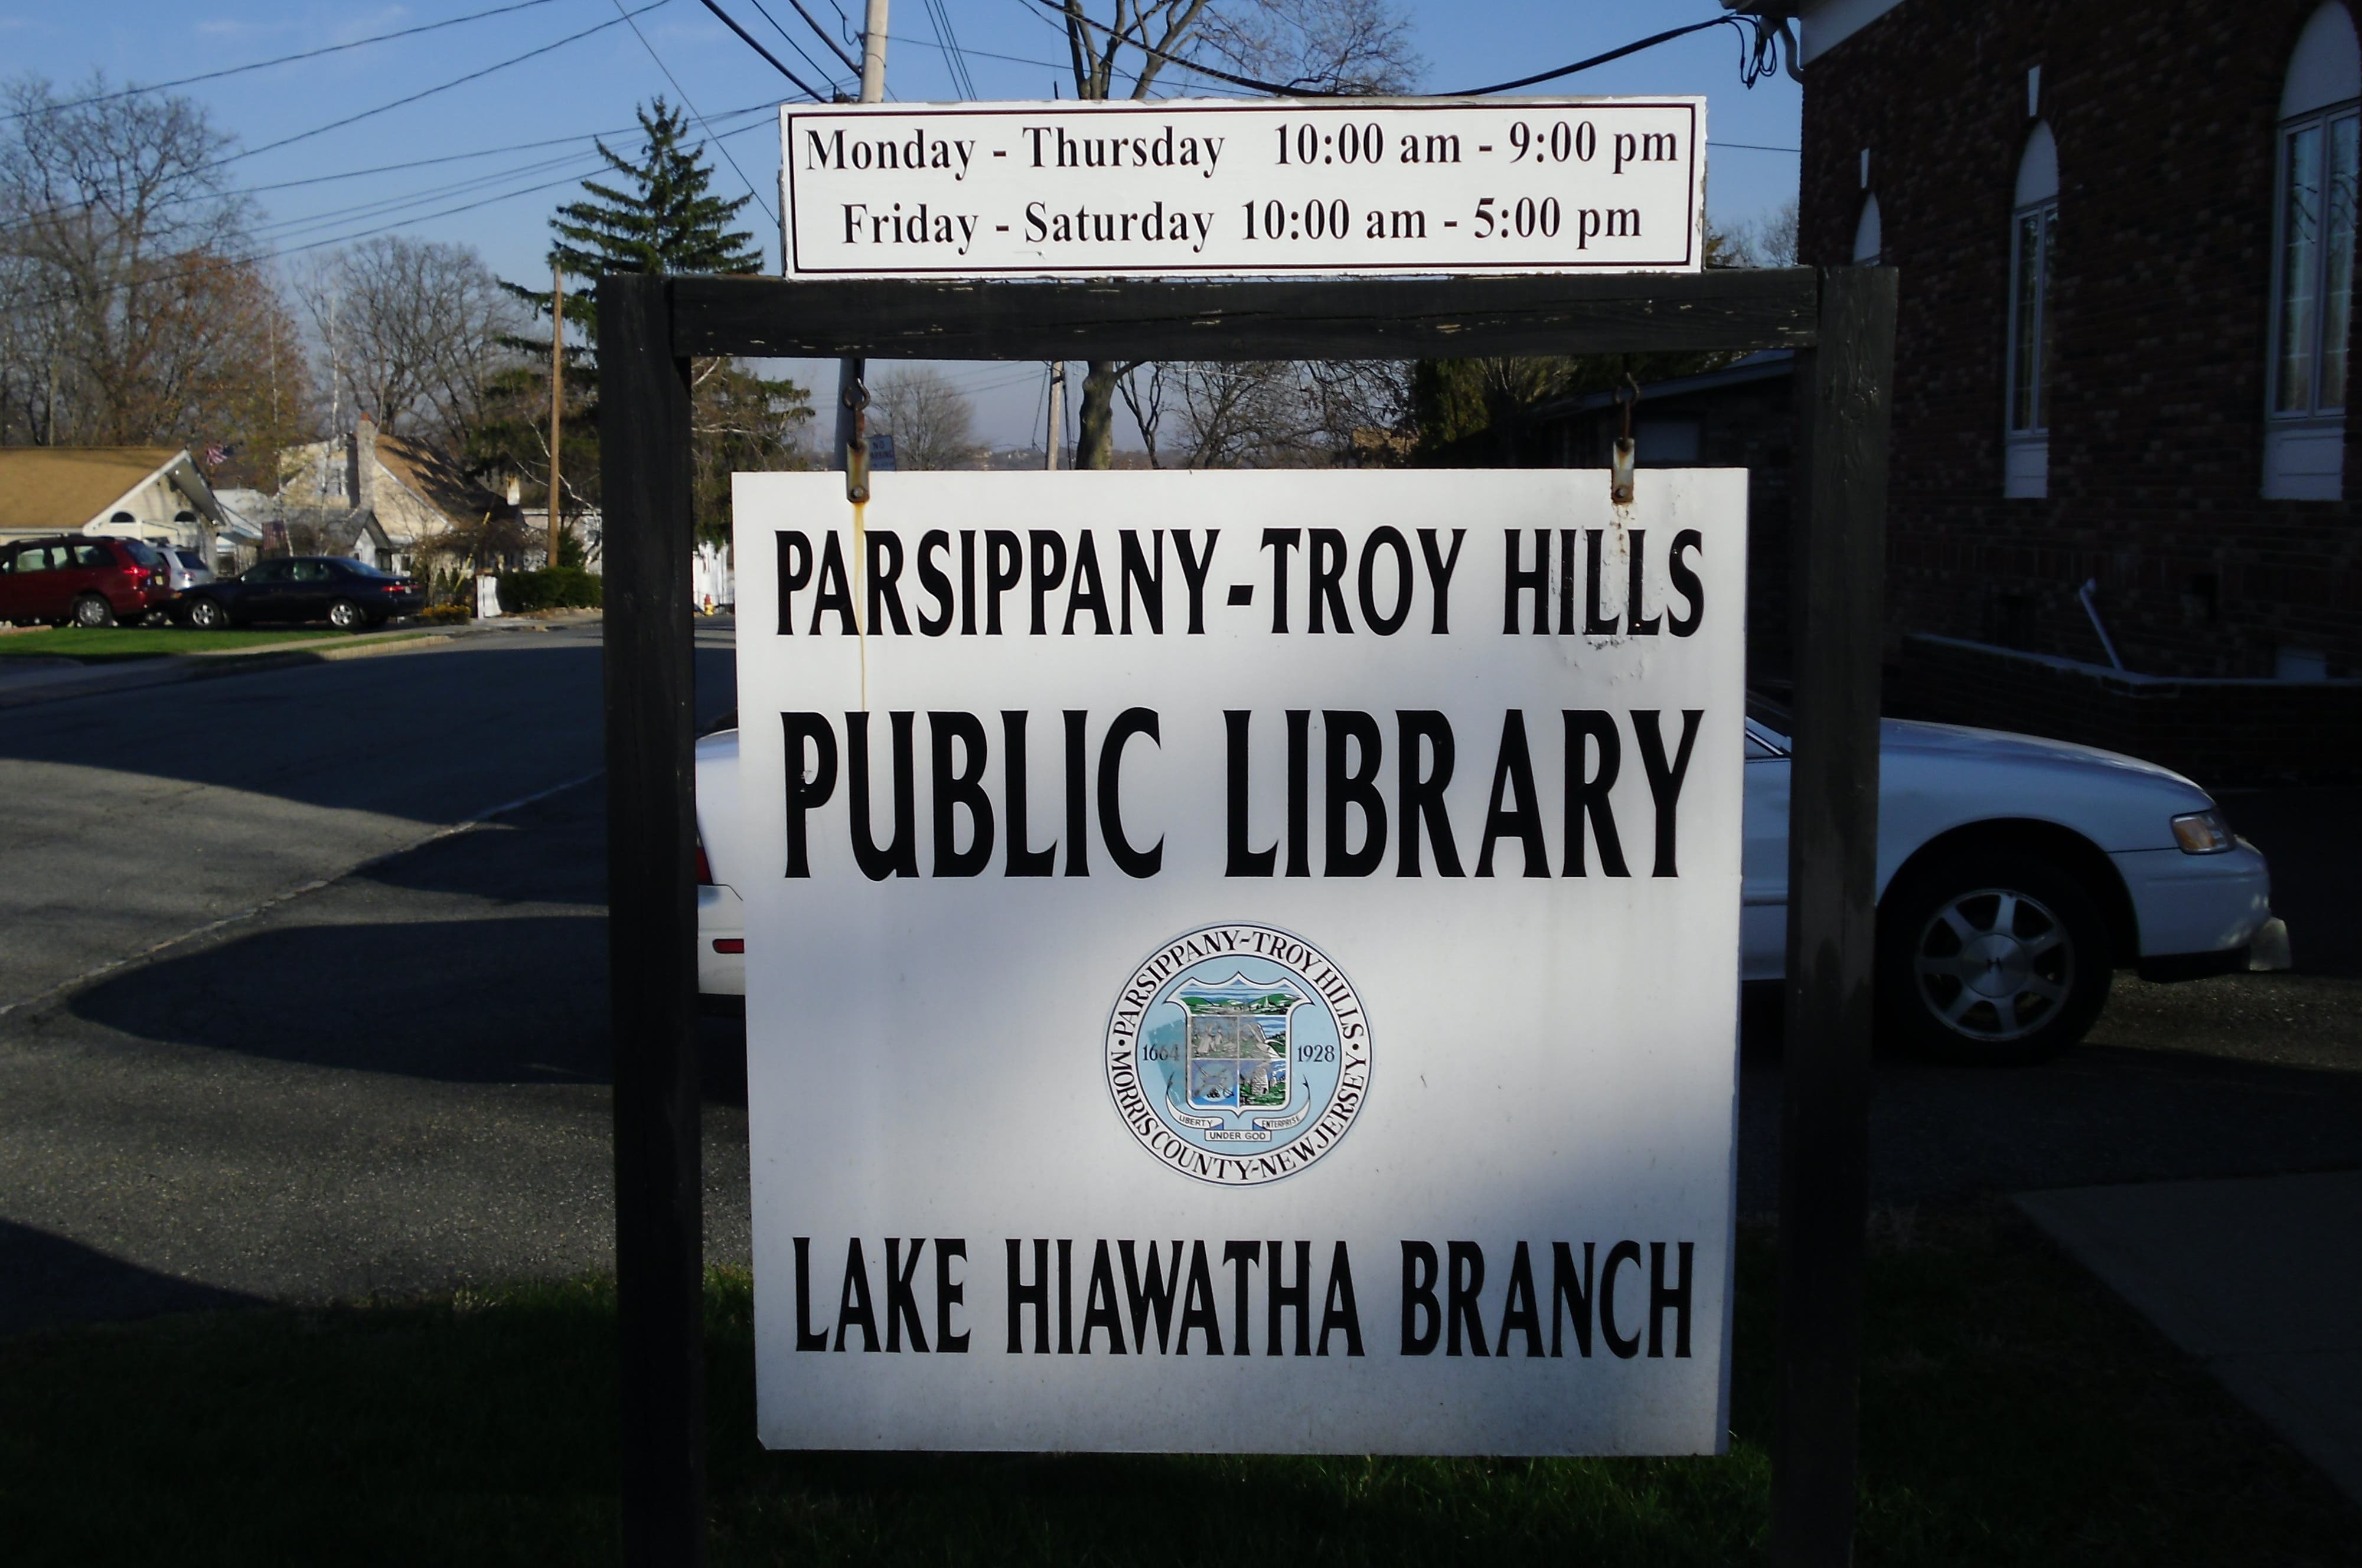 Monday - Thursday 10:00 am - 9:00 pm
Friday - Saturday 10:00 am - 5:00 pm
PARSIPPANY-TROY HILLS
PUBLIC LIBRARY
PARSIPPANY-TROY HILLS
1664 1928
LIBERTY ENTERPRISE
UNDER GOD
MORRIS COUNTY-NEW JERSEY
LAKE HIAWATHA BRANCH